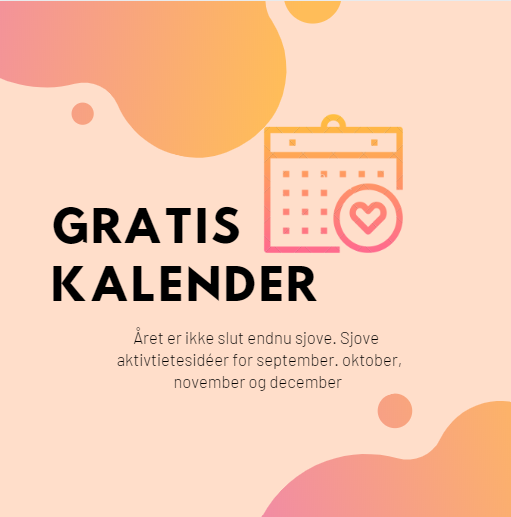 GRATIS
KALENDER
Året er ikke slut endnu sjove. Sjove
aktivtietesidéer for september. oktober,
november og december